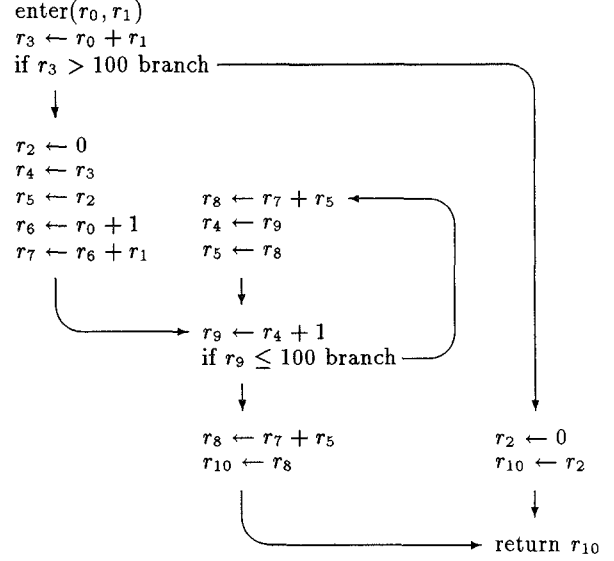 enter(r₀, r₁)
r₃ ← r₀ + r₁
if r₃ > 100 branch
r₂ ← 0
r₄ ← r₃
r₅ ← r₂
r₆ ← r₀ + 1
r₇ ← r₆ + r₁
r₈ ← r₇ + r₅
r₄ ← r₉
r₅ ← r₈
r₉ ← r₄ + 1
if r₉ ≤ 100 branch
r₈ ← r₇ + r₅
r₁₀ ← r₈
r₂ ← 0
r₁₀ ← r₂
return r₁₀